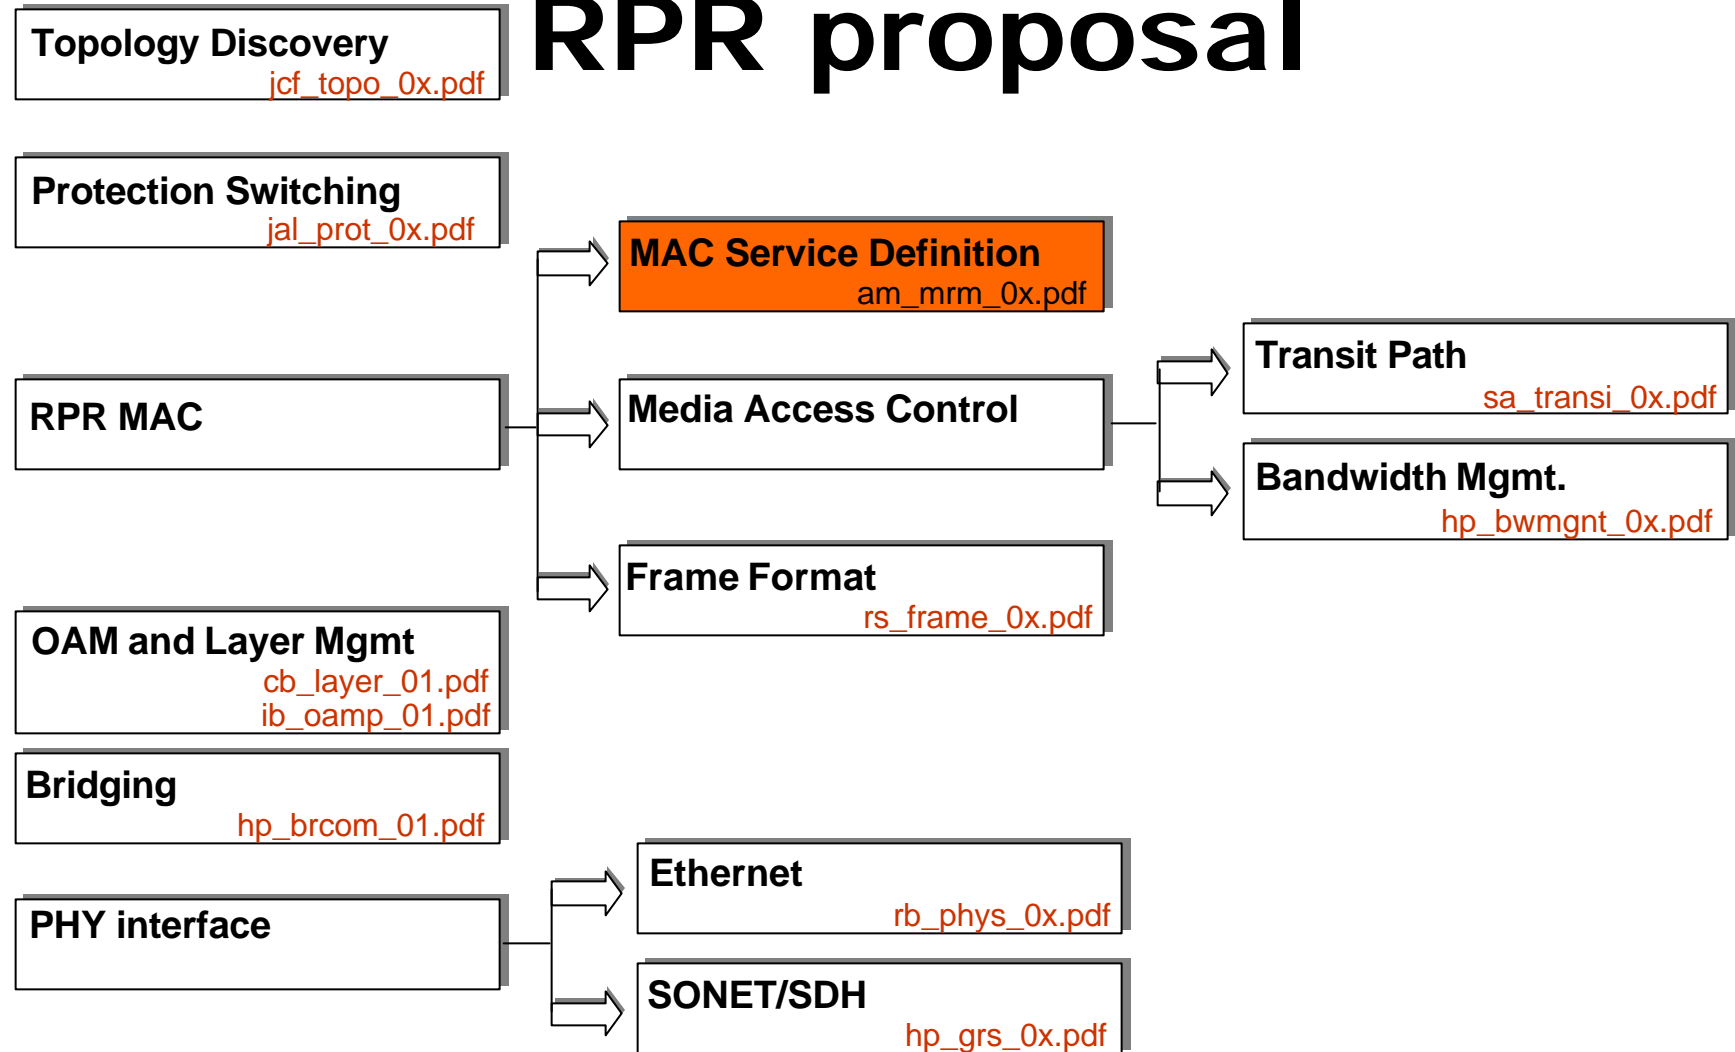 RPR proposal
Topology Discovery
jcf_topo_0x.pdf
Protection Switching
jal_prot_0x.pdf
MAC Service Definition
am_mrm_0x.pdf
RPR MAC
Media Access Control
Transit Path
sa_transi_0x.pdf
Bandwidth Mgmt.
hp_bwmgnt_0x.pdf
Frame Format
rs_frame_0x.pdf
OAM and Layer Mgmt
cb_layer_01.pdf
ib_oamp_01.pdf
Bridging
hp_brcom_01.pdf
PHY interface
Ethernet
rb_phys_0x.pdf
SONET/SDH
hp_grs_0x.pdf